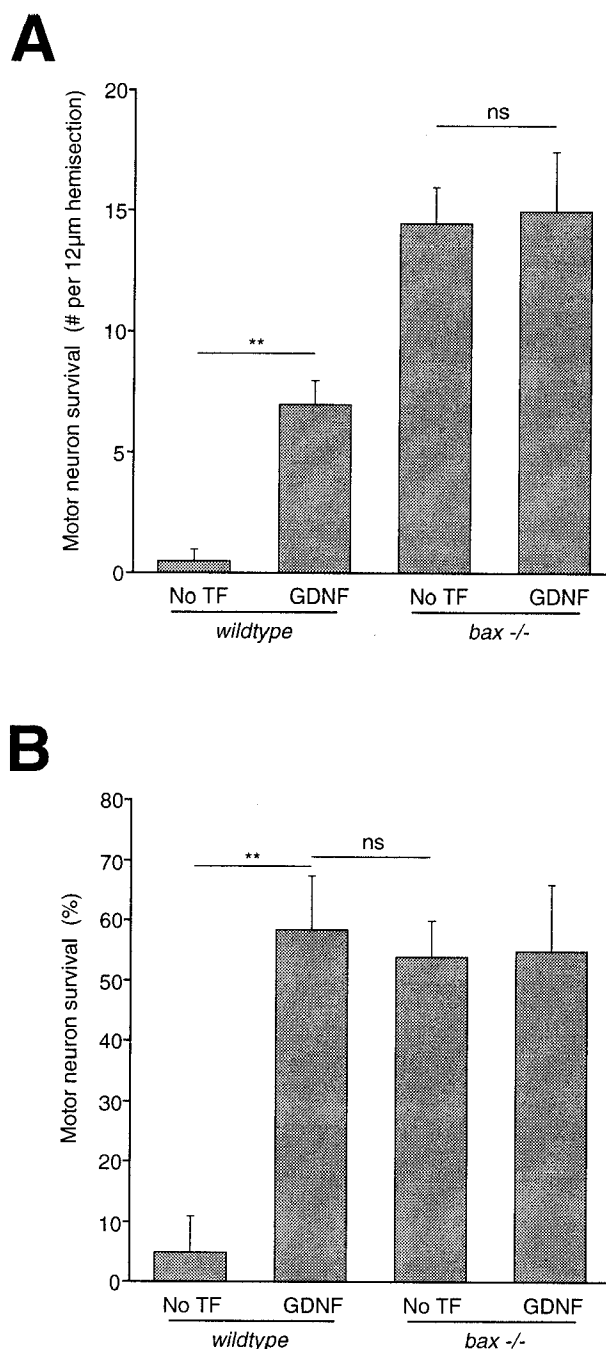 A
Motor neuron survival (# per 12µm hemisection)
20
15
10
5
0
**
ns
No TF GDNF No TF GDNF
wildtype bax -/-
B
Motor neuron survival (%)
80
70
60
50
40
30
20
10
0
**
ns
No TF GDNF No TF GDNF
wildtype bax -/-